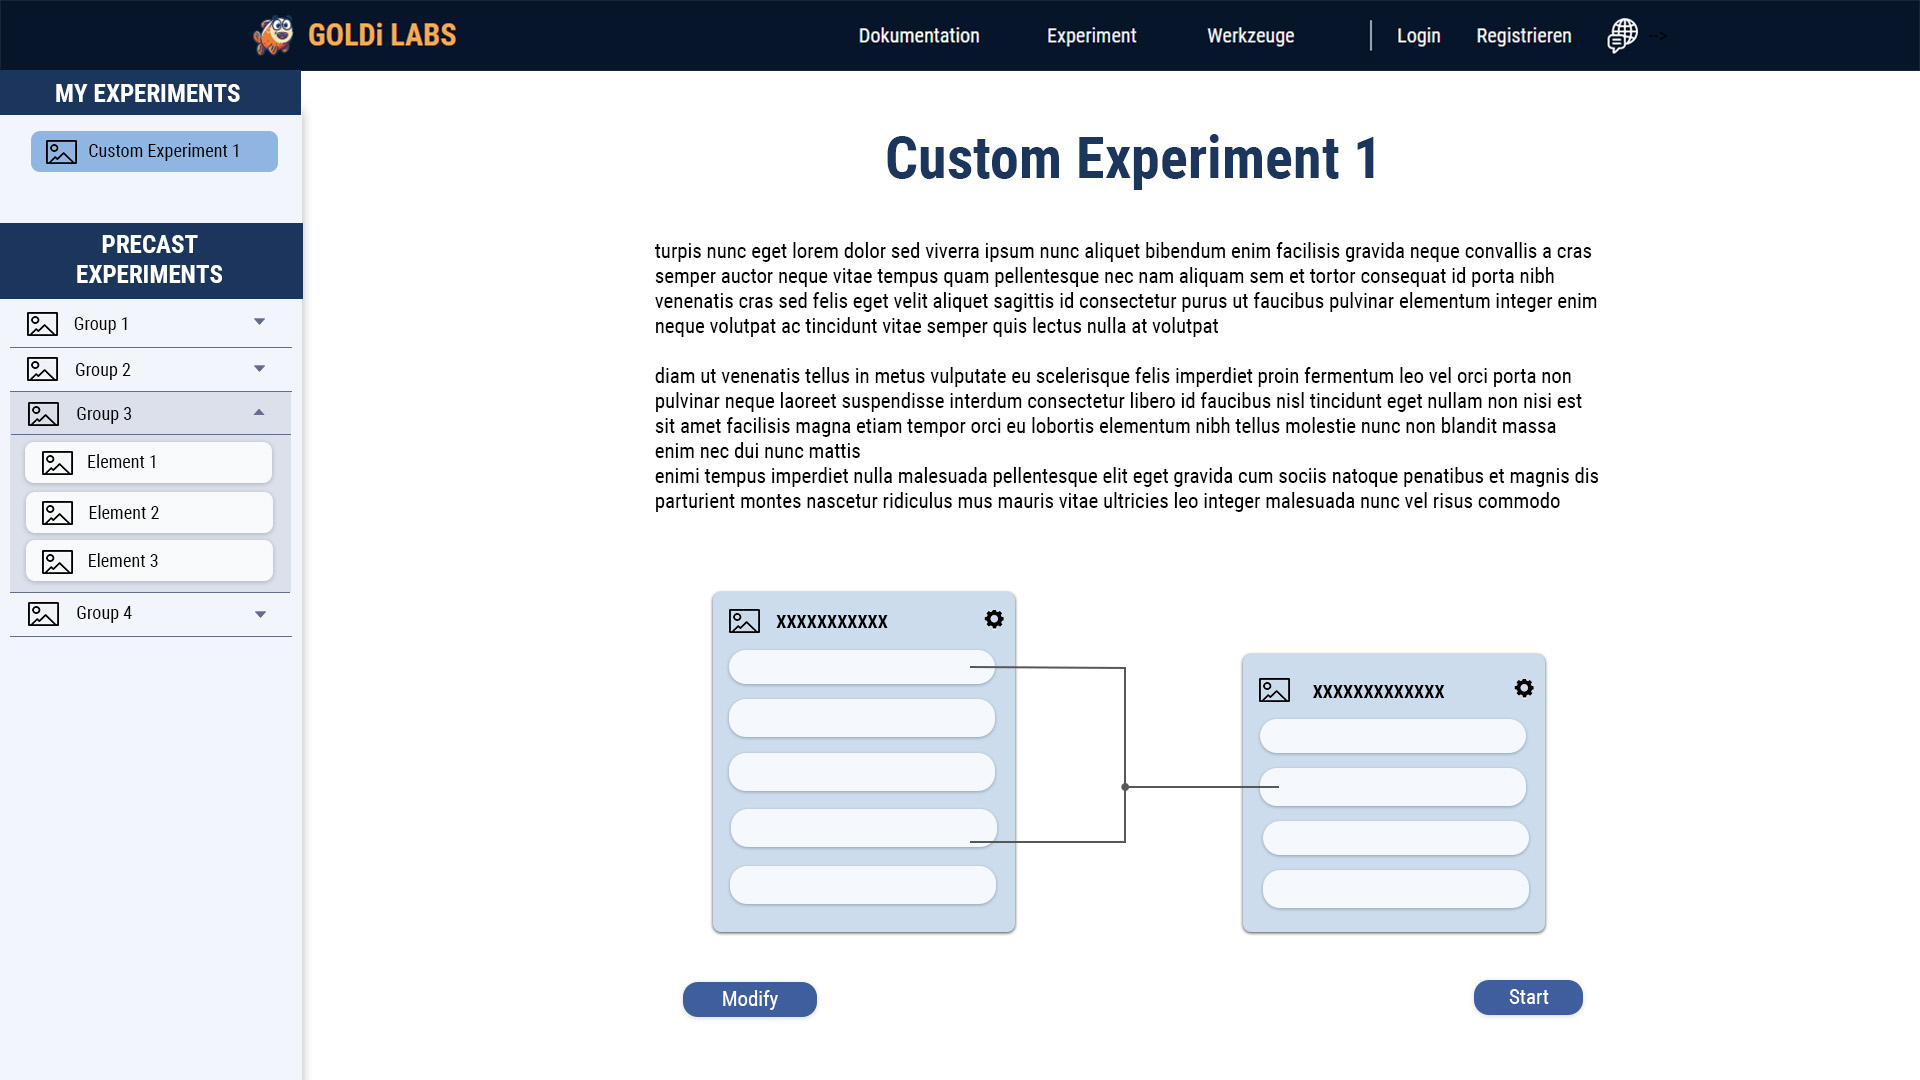 GOLDi LABS
Dokumentation
Experiment
Werkzeuge
Login
Registrieren
-->
MY EXPERIMENTS
Custom Experiment 1
PRECAST
EXPERIMENTS
Group 1
Group 2
Group 3
Element 1
Element 2
Element 3
Group 4
Custom Experiment 1
turpis nunc eget lorem dolor sed viverra ipsum nunc aliquet bibendum enim facilisis gravida neque convallis a cras
semper auctor neque vitae tempus quam pellentesque nec nam aliquam sem et tortor consequat id porta nibh
venenatis cras sed felis eget velit aliquet sagittis id consectetur purus ut faucibus pulvinar elementum integer enim
neque volutpat ac tincidunt vitae semper quis lectus nulla at volutpat
diam ut venenatis tellus in metus vulputate eu scelerisque felis imperdiet proin fermentum leo vel orci porta non
pulvinar neque laoreet suspendisse interdum consectetur libero id faucibus nisl tincidunt eget nullam non nisi est
sit amet facilisis magna etiam tempor orci eu lobortis elementum nibh tellus molestie nunc non blandit massa
enim nec dui nunc mattis
enimi tempus imperdiet nulla malesuada pellentesque elit eget gravida cum sociis natoque penatibus et magnis dis
parturient montes nascetur ridiculus mus mauris vitae ultricies leo integer malesuada nunc vel risus commodo
xxxxxxxxxxx
xxxxxxxxxxxxx
Modify
Start